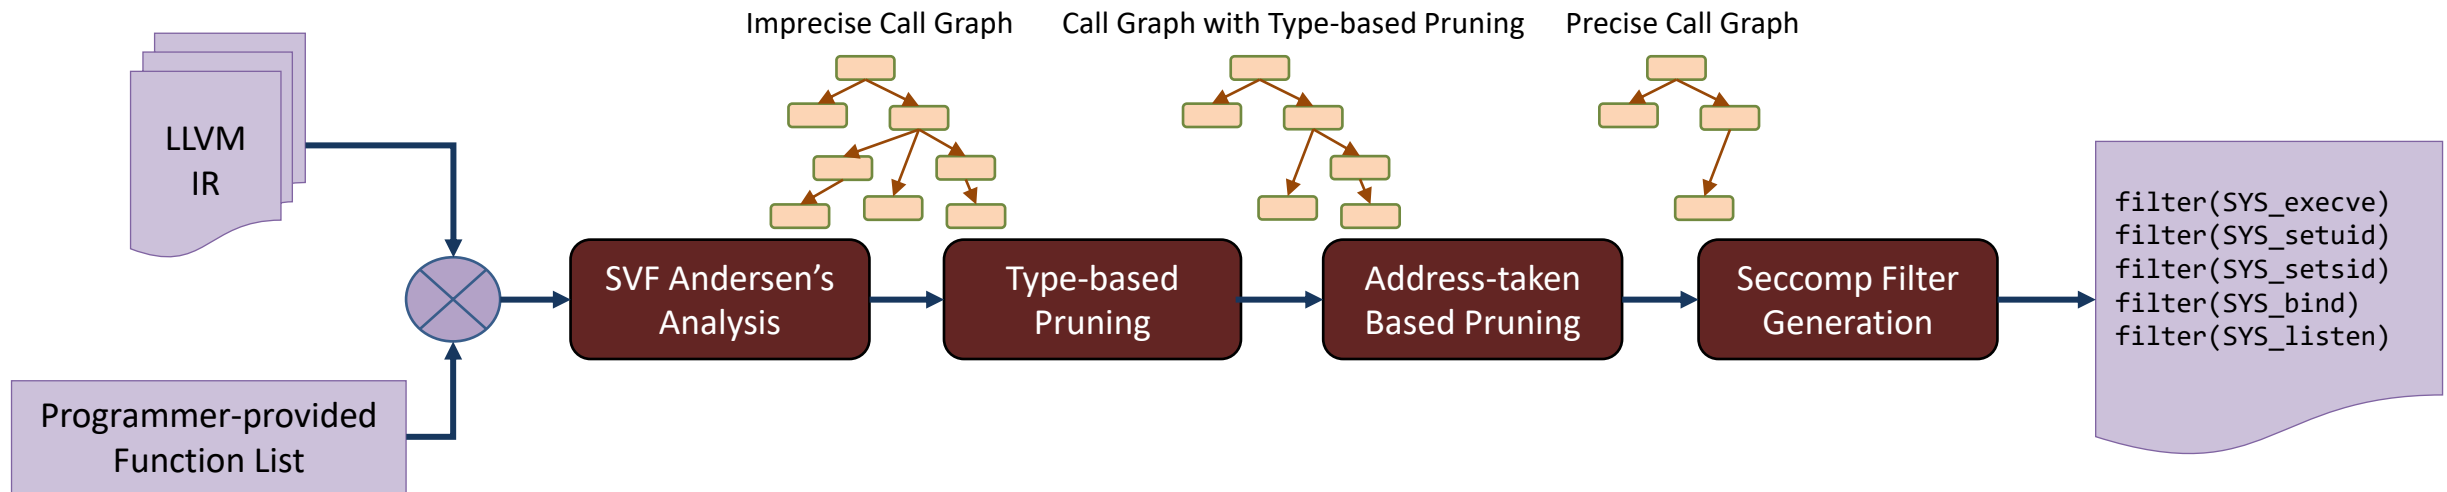 Imprecise Call Graph
Call Graph with Type-based Pruning
Precise Call Graph
LLVM
IR
Programmer-provided
Function List
SVF Andersen’s
Analysis
Type-based
Pruning
Address-taken
Based Pruning
Seccomp Filter
Generation
filter(SYS_execve)
filter(SYS_setuid)
filter(SYS_setsid)
filter(SYS_bind)
filter(SYS_listen)